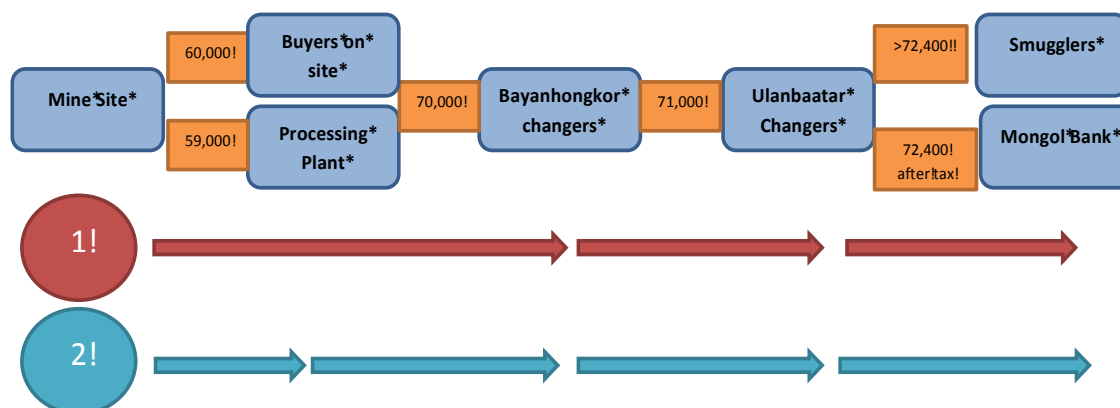 60,000!
Buyers*on*
site*
>72,400!!
Smugglers*
Mine*Site*
70,000!
Bayanhongkor*
changers*
71,000!
Ulanbaatar*
Changers*
59,000!
Processing*
Plant*
72,400!
after!tax!
Mongol*Bank*
1!
2!